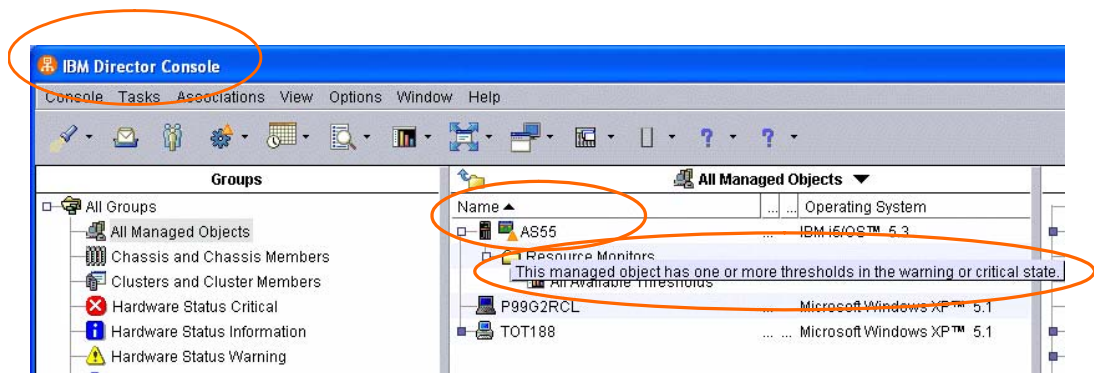 IBM Director Console
Console Tasks Associations View Options Window Help
Groups
All Managed Objects
Name ... ... Operating System
All Groups
All Managed Objects
Chassis and Chassis Members
Clusters and Cluster Members
Hardware Status Critical
Hardware Status Information
Hardware Status Warning
AS55 ... ... IBM i5/OS™ 5.3
Resource Monitors
This managed object has one or more thresholds in the warning or critical state.
All Available Thresholds
P99G2RCL ... ... Microsoft Windows XP™ 5.1
TOT188 ... ... Microsoft Windows XP™ 5.1